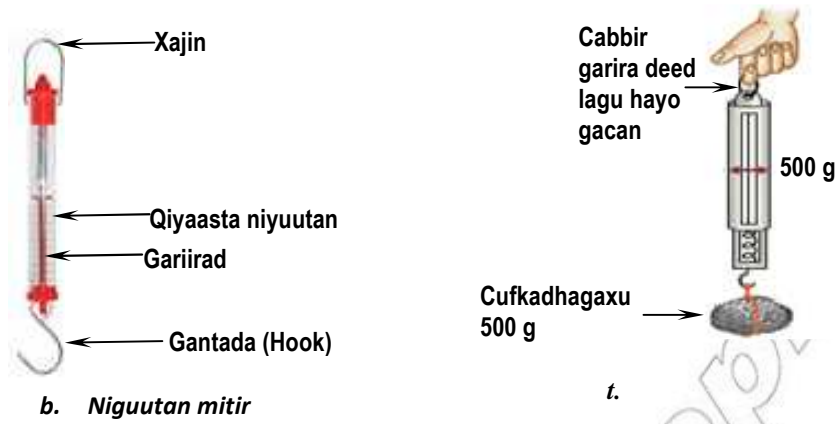 Xajin
Qiyaasta niyuutan
Gariirad
Gantada (Hook)
b. Niguutan mitir
Cabbir
garira deed
lagu hayo
gacan
500 g
Cufkadhagaxu
500 g
t.